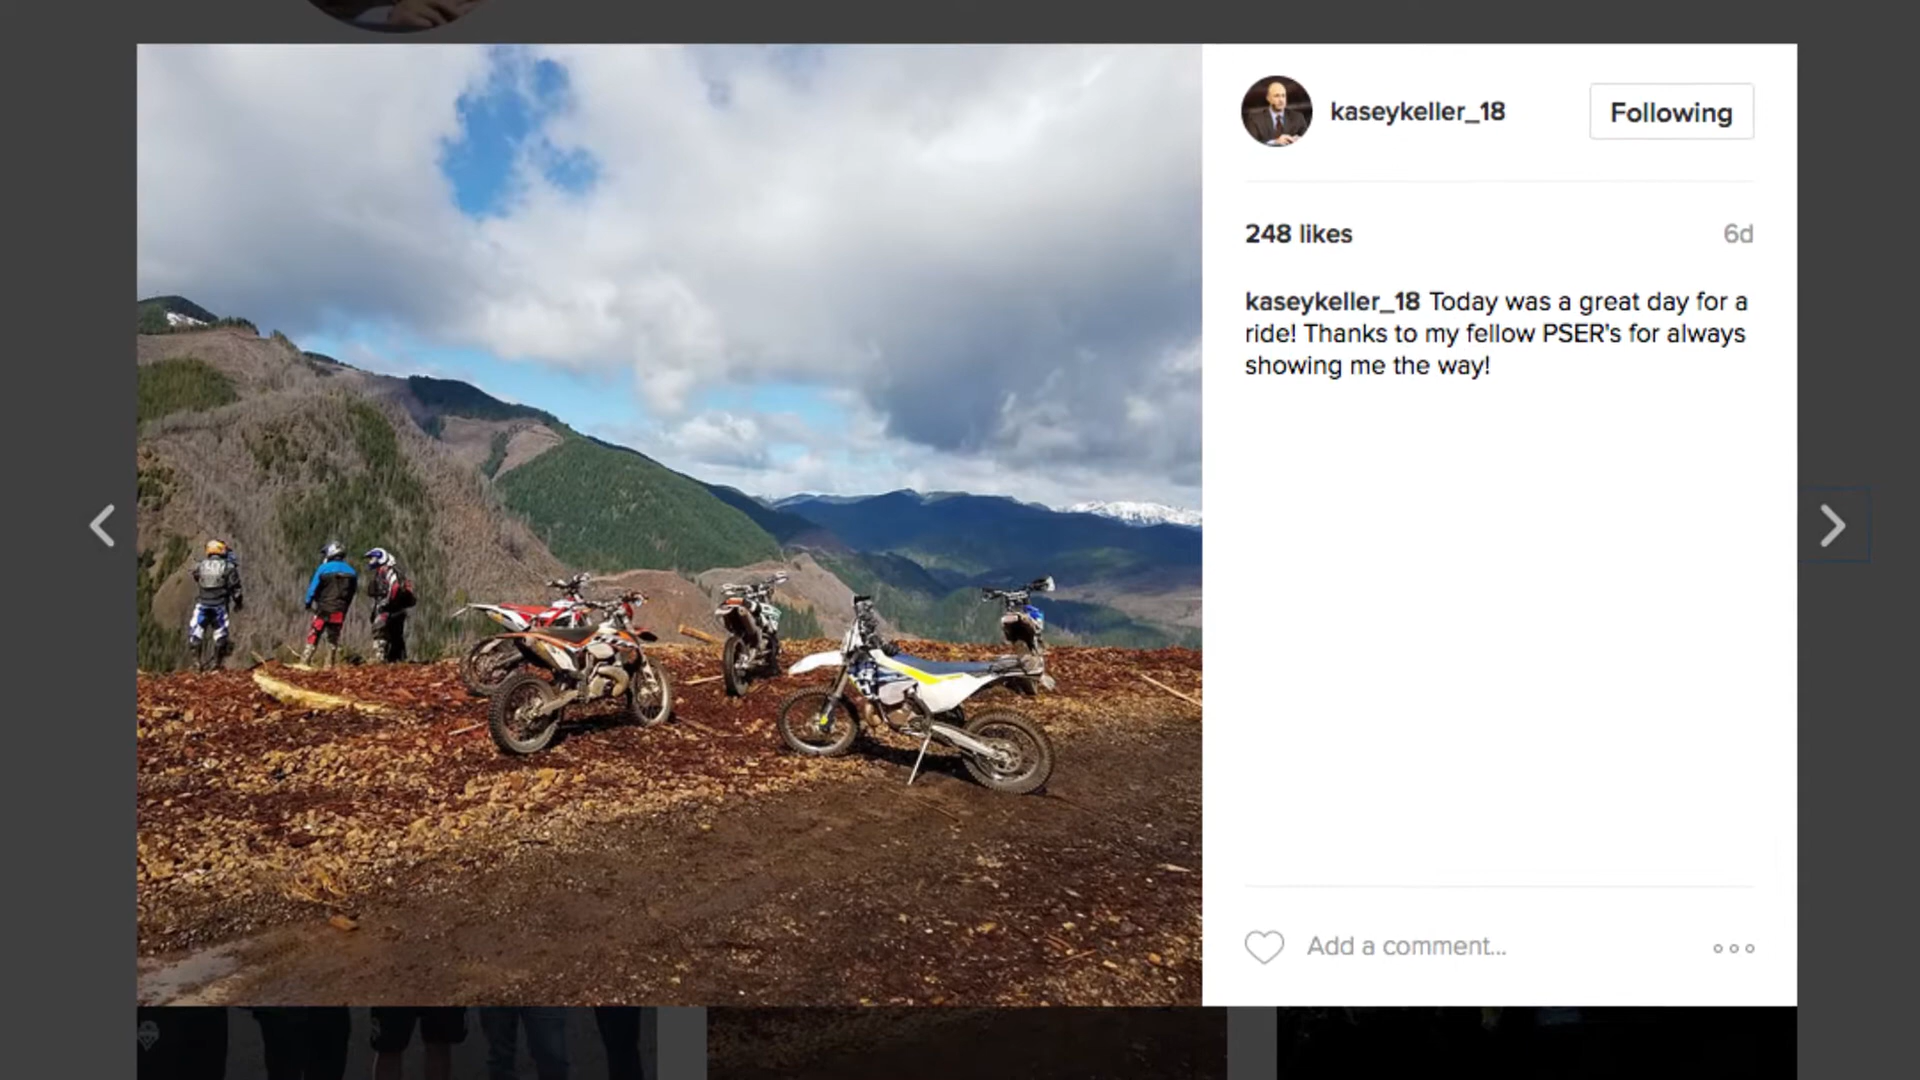 kaseykeller_18
Following
248 likes
6d
kaseykeller_18 Today was a great day for a
ride! Thanks to my fellow PSER's for always
showing me the way!
Add a comment...